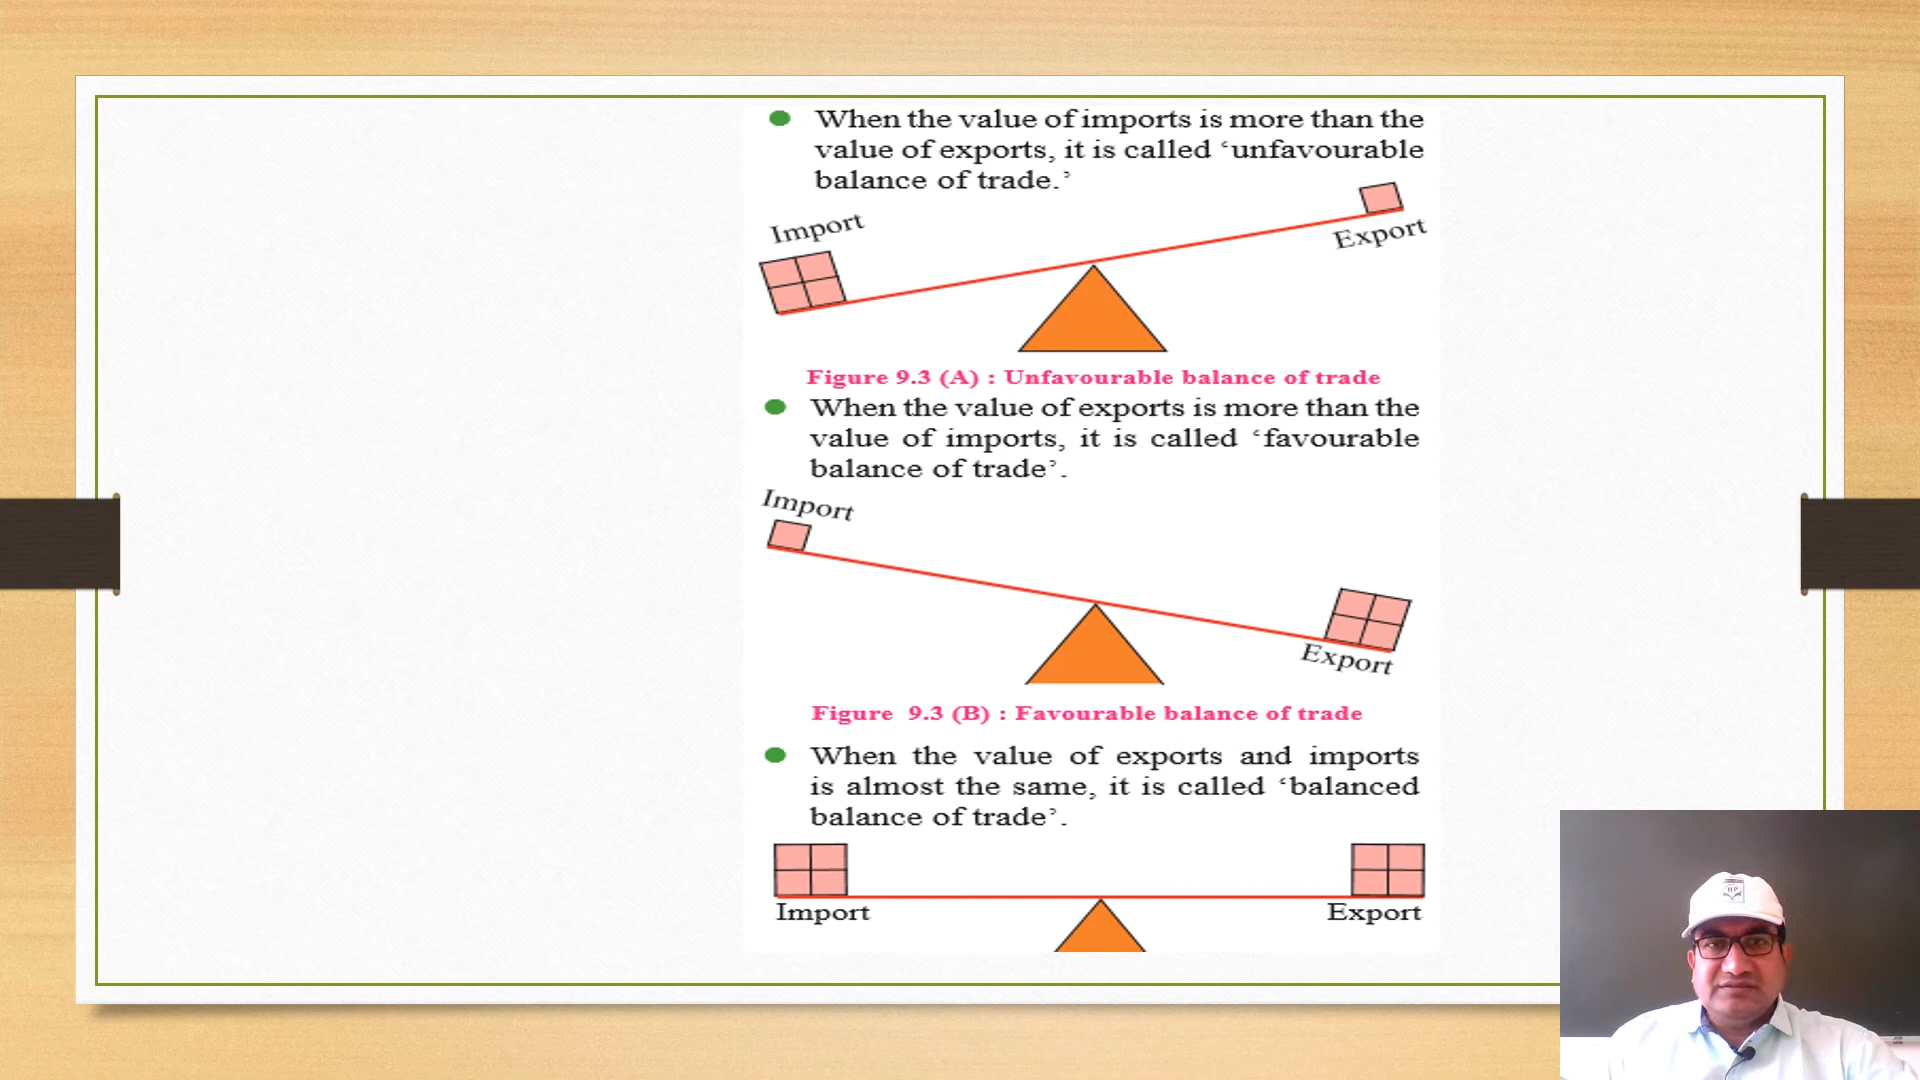 When the value of imports is more than the
value of exports, it is called ‘unfavourable
balance of trade.’
Import
Export
Figure 9.3 (A) : Unfavourable balance of trade
When the value of exports is more than the
value of imports, it is called ‘favourable
balance of trade’.
Import
Export
Figure 9.3 (B) : Favourable balance of trade
When the value of exports and imports
is almost the same, it is called ‘balanced
balance of trade’.
Import
Export
HP